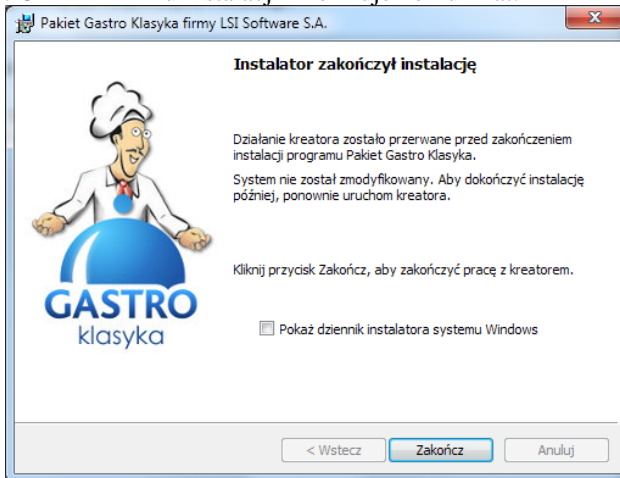 Pakiet Gastro Klasyka firmy LSI Software S.A.
Instalator zakończył instalację
Działanie kreatora zostało przerwane przed zakończeniem
instalacji programu Pakiet Gastro Klasyka.
System nie został zmodyfikowany. Aby dokończyć instalację
później, ponownie uruchom kreatora.
Kliknij przycisk Zakończ, aby zakończyć pracę z kreatorem.
GASTRO
klasyka
Pokaż dziennik instalatora systemu Windows
< Wstecz
Zakończ
Anuluj